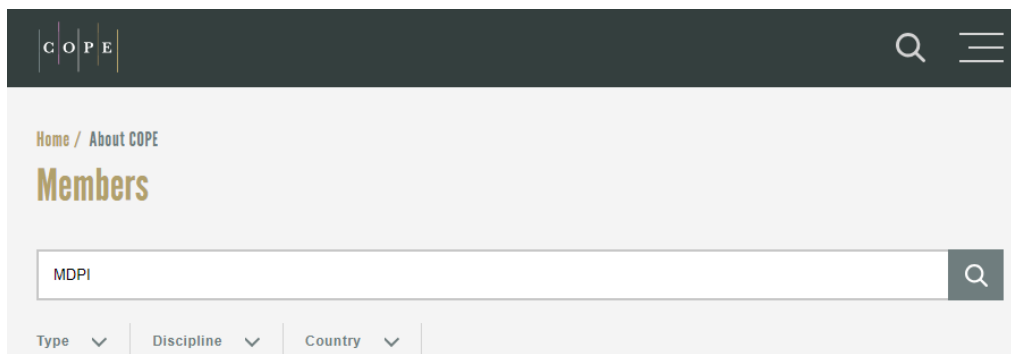 COPE
Home / About COPE
Members
MDPI
Type Discipline Country